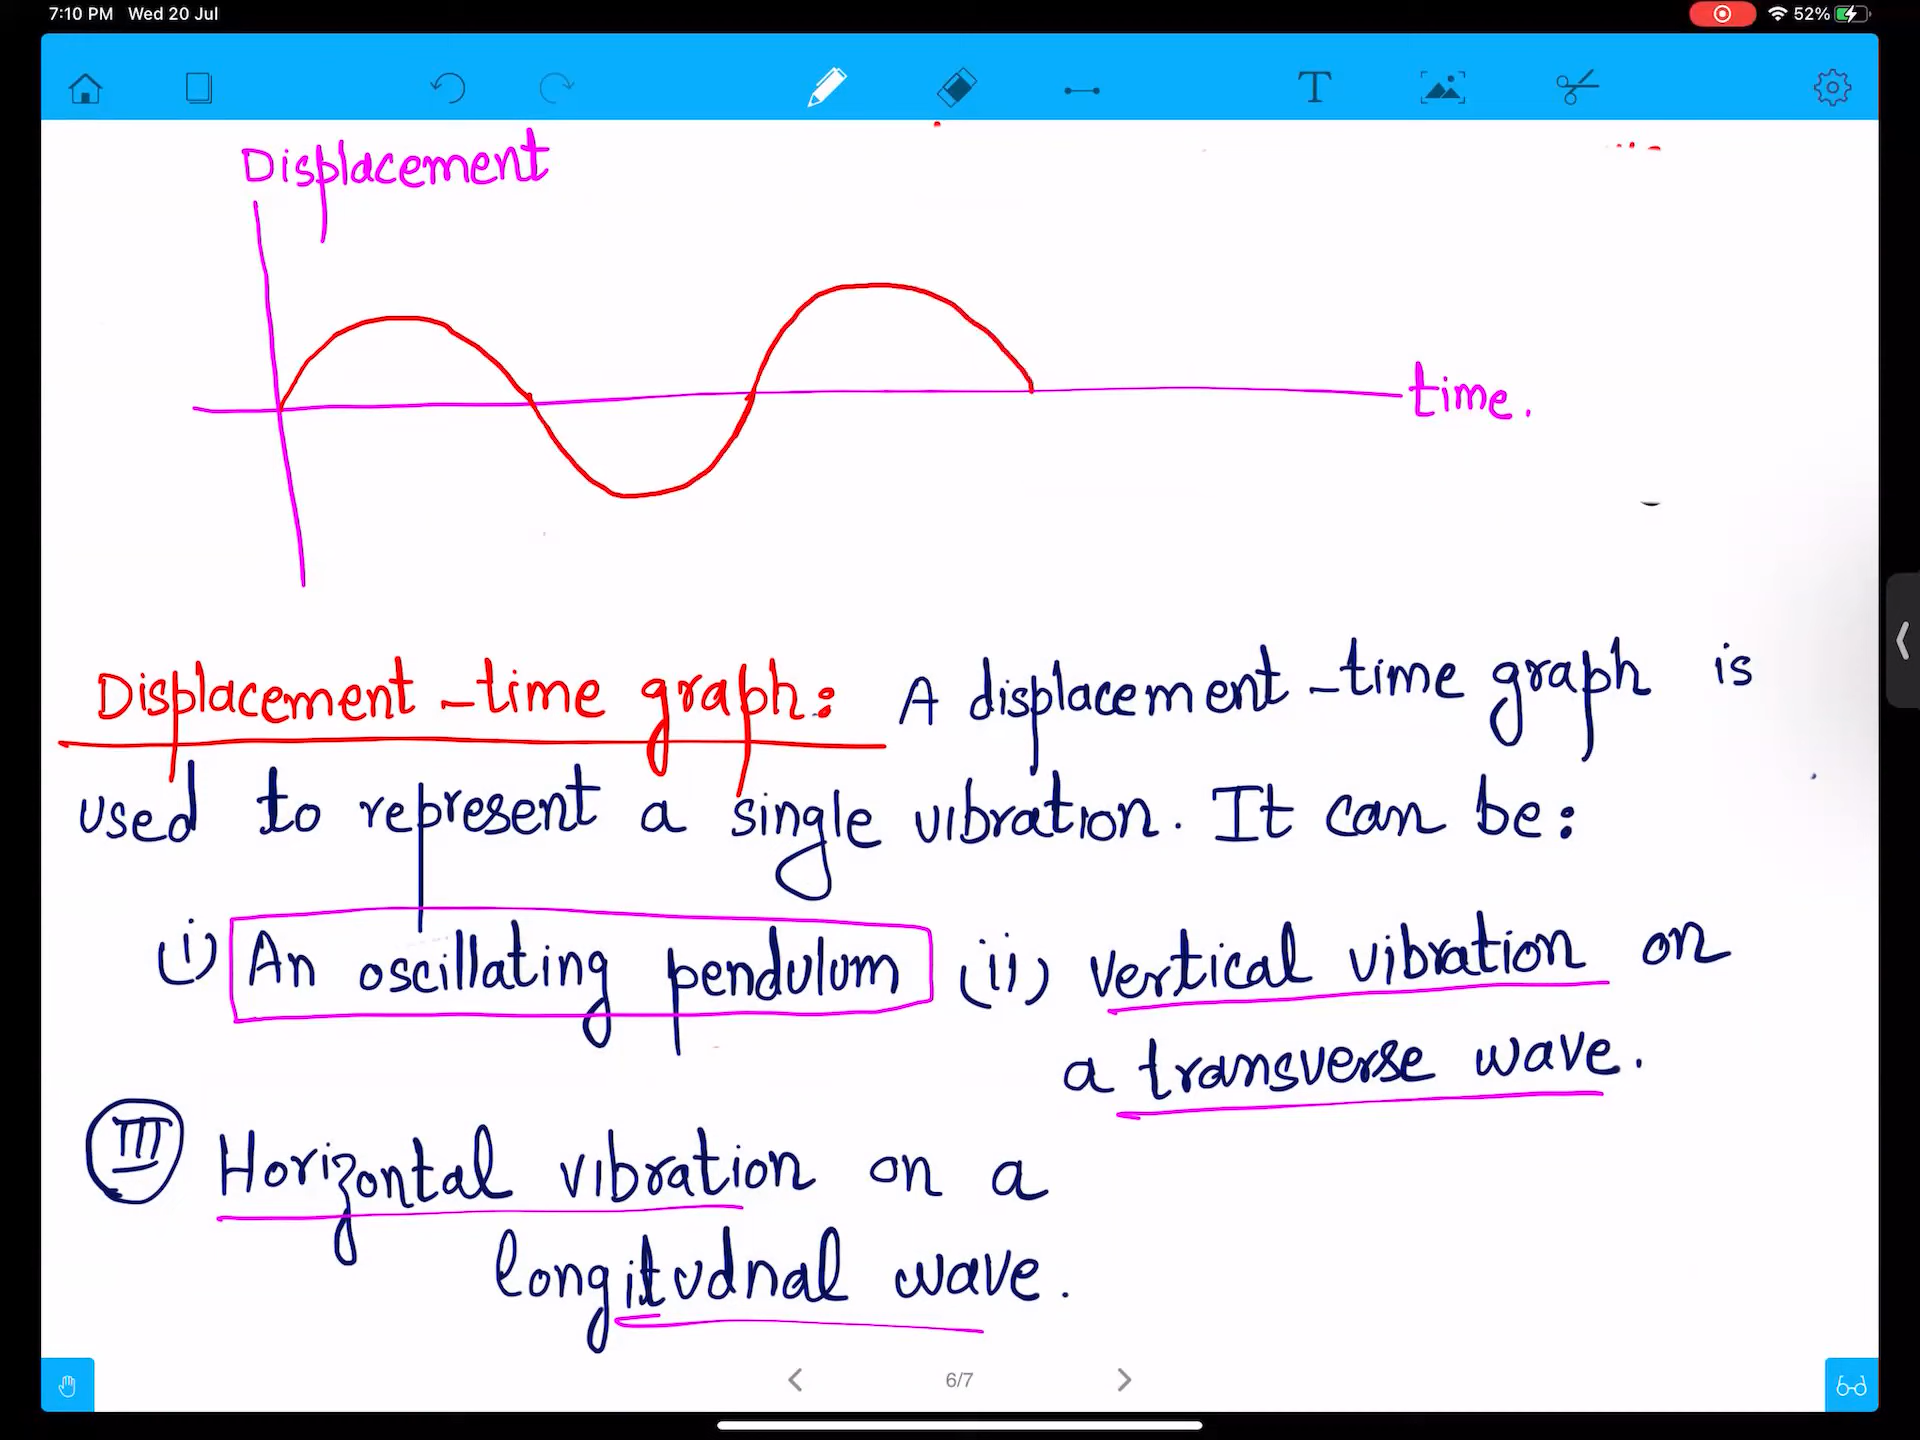 7:10 PM Wed 20 Jul
52%
T
Displacement
time.
Displacement-time graph: A displacement-time graph is
used to represent a single vibration. It can be:
(i) An oscillating pendulum (ii) vertical vibration on
a transverse wave.
III Horizontal vibration on a
longitudnal wave.
6/7